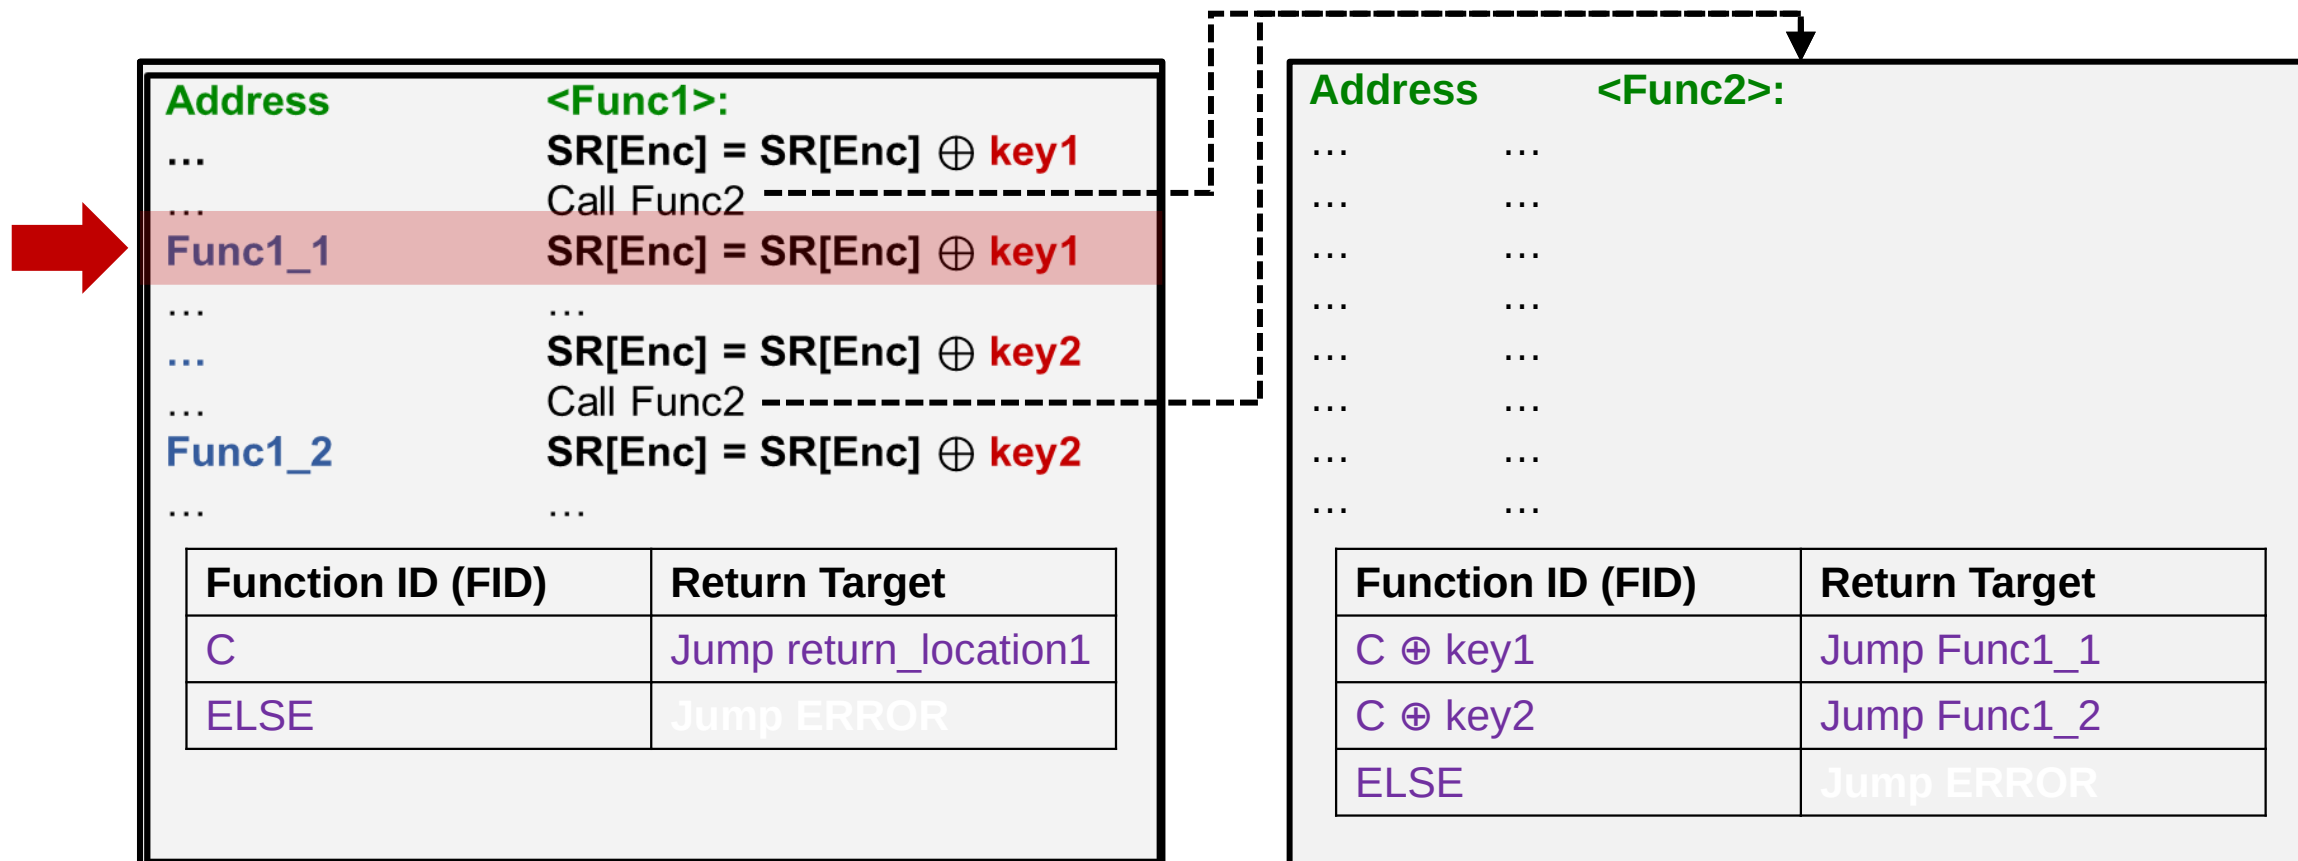 Address <Func1>:
… SR[Enc] = SR[Enc] ⊕ key1
… Call Func2
Func1_1 SR[Enc] = SR[Enc] ⊕ key1
… …
… SR[Enc] = SR[Enc] ⊕ key2
… Call Func2
Func1_2 SR[Enc] = SR[Enc] ⊕ key2
… …
Function ID (FID) Return Target
C Jump return_location1
ELSE Jump ERROR
Address <Func2>:
… …
… …
… …
… …
… …
… …
… …
… …
Function ID (FID) Return Target
C ⊕ key1 Jump Func1_1
C ⊕ key2 Jump Func1_2
ELSE Jump ERROR